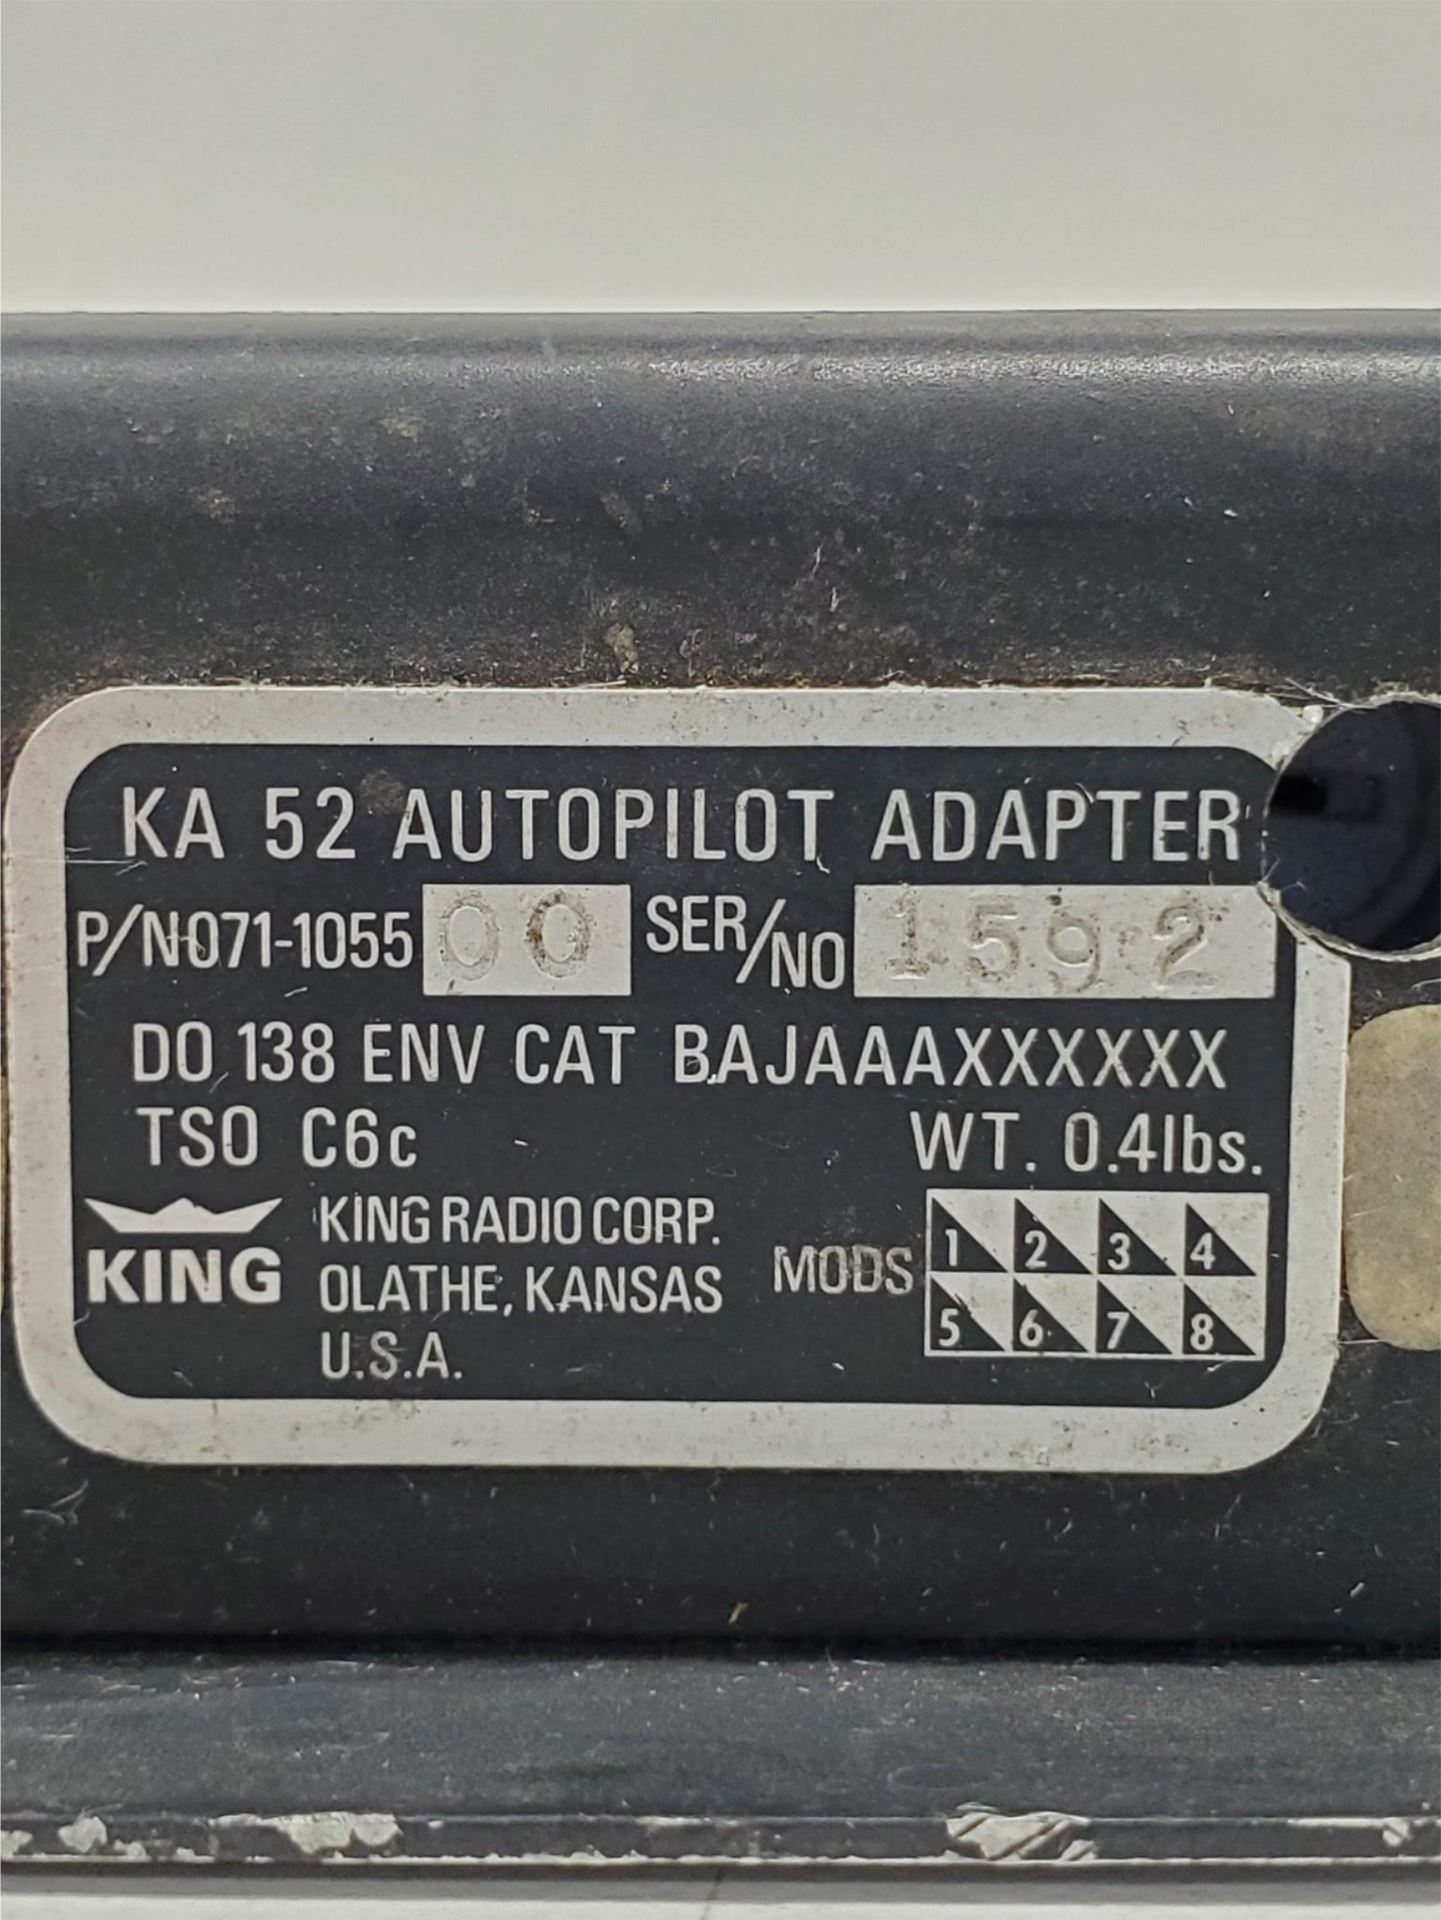 KA 52 AUTOPILOT ADAPTER
P/N 071-1055 00 SER/NO 1592
DO 138 ENV CAT BAJAAAXXXXXX
TSO C6c WT. 0.4lbs.
KING
KING RADIO CORP.
OLATHE, KANSAS
U.S.A.
MODS
1 2 3 4
5 6 7 8